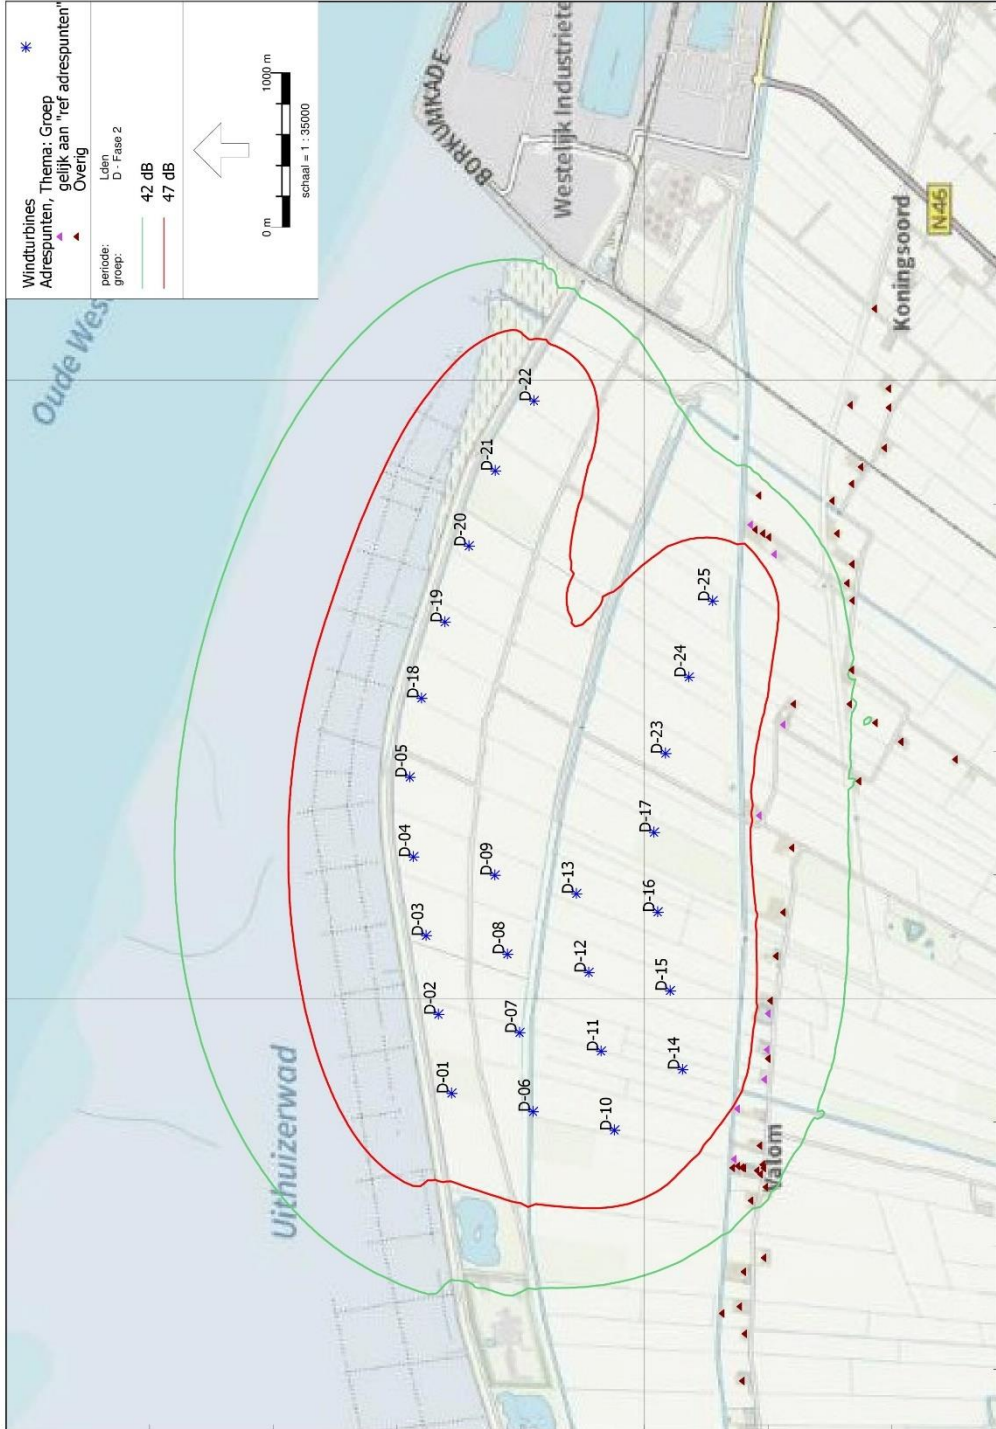 Windturbines
Adrespunten, Thema: Groep
gelijk aan "ref adrespunten"
Overig
periode: Lden
groep: D - Fase 2
42 dB
47 dB
0 m 1000 m
schaal = 1 : 35000
Oude Wes
Uithuizerwad
BORKUMKADE
Westelijk Industrieter
Koningsoord
N46
Valom
D-01
D-02
D-03
D-04
D-05
D-18
D-19
D-20
D-21
D-22
D-06
D-07
D-08
D-09
D-10
D-11
D-12
D-13
D-14
D-15
D-16
D-17
D-23
D-24
D-25